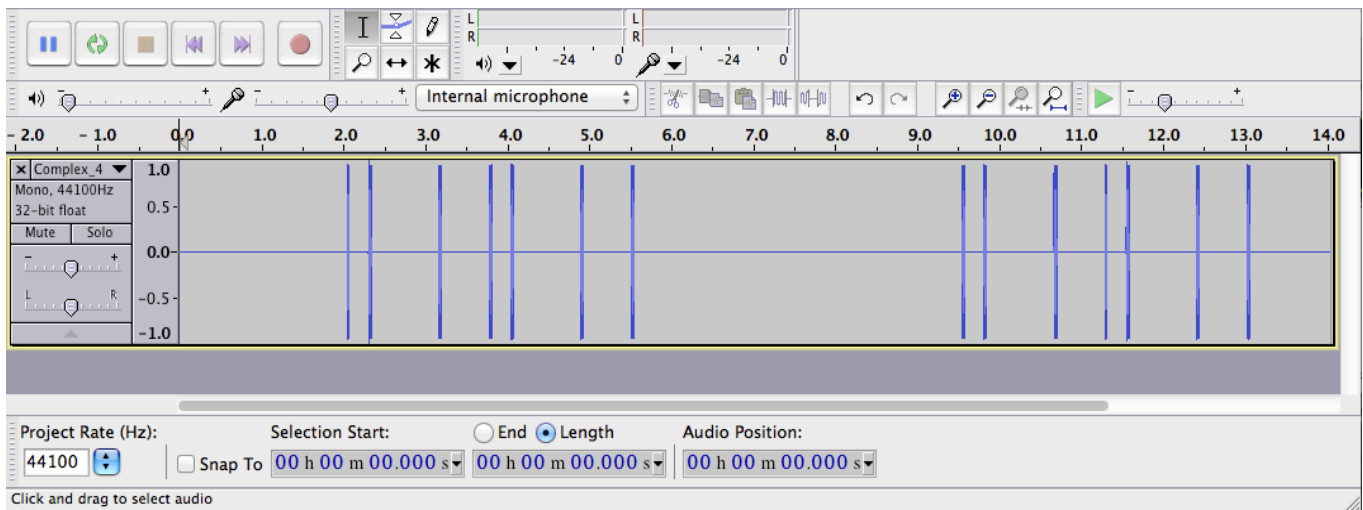 L
R
-24
0
L
R
-24
0
- +
- +
Internal microphone
- +
- 2.0 - 1.0 0.0 1.0 2.0 3.0 4.0 5.0 6.0 7.0 8.0 9.0 10.0 11.0 12.0 13.0 14.0
Complex_4
Mono, 44100Hz
32-bit float
Mute Solo
- +
L R
1.0
0.5-
0.0-
-0.5-
-1.0
Project Rate (Hz):
44100
Snap To
Selection Start:
00 h 00 m 00.000 s
End Length
00 h 00 m 00.000 s
Audio Position:
00 h 00 m 00.000 s
Click and drag to select audio